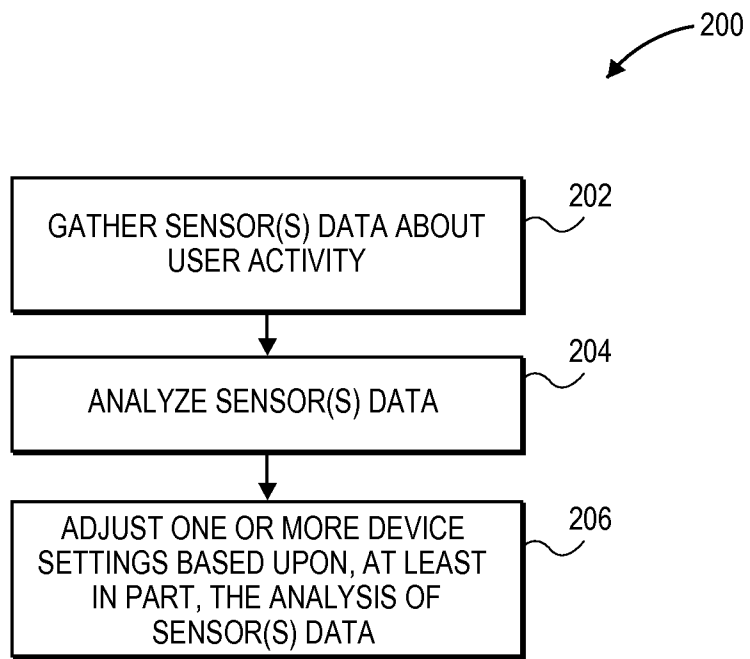 200
GATHER SENSOR(S) DATA ABOUT
USER ACTIVITY
202
ANALYZE SENSOR(S) DATA
204
ADJUST ONE OR MORE DEVICE
SETTINGS BASED UPON, AT LEAST
IN PART, THE ANALYSIS OF
SENSOR(S) DATA
206